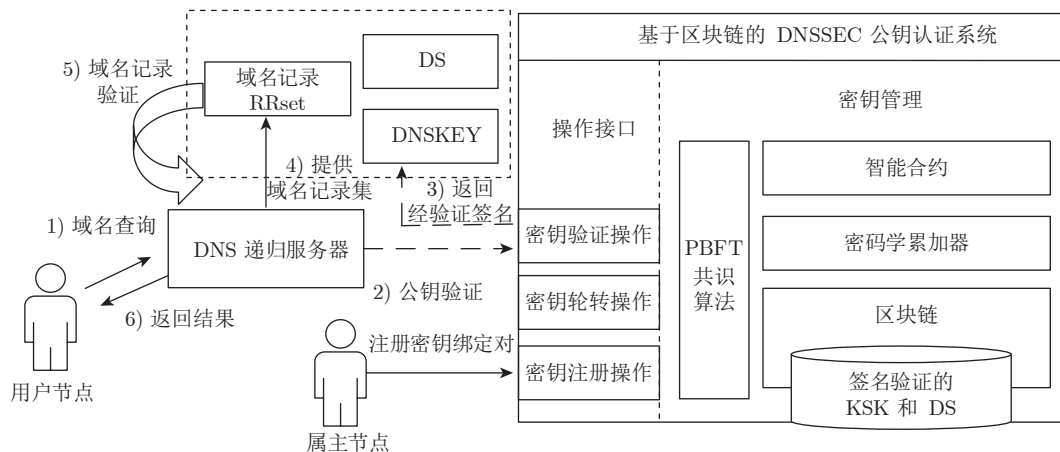 5) 域名记录
验证
域名记录
RRset
DS
DNSKEY
4) 提供
域名记录集
3) 返回
经验证签名
1) 域名查询
DNS 递归服务器
2) 公钥验证
6) 返回结果
用户节点
注册密钥绑定对
属主节点
基于区块链的 DNSSEC 公钥认证系统
操作接口
密钥验证操作
密钥轮转操作
密钥注册操作
密钥管理
PBFT
共识
算法
智能合约
密码学累加器
区块链
签名验证的
KSK 和 DS